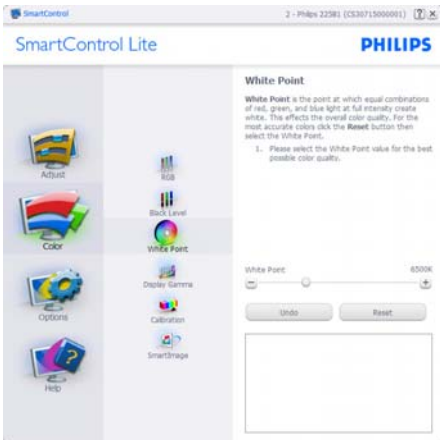 SmartControl
2 - Philips 225B1 (CS30715000001)
SmartControl Lite
PHILIPS
Adjust
Color
Options
Help
RGB
Black Level
White Point
Display Gamma
Calibration
SmartImage
White Point
White Point is the point at which equal combinations
of red, green, and blue light at full intensity create
white. The effects the overall color quality. For the
most accurate colors click the Reset button then
select the White Point.
1. Please select the White Point value for the best
possible color quality.
White Point 6500K
Undo Reset